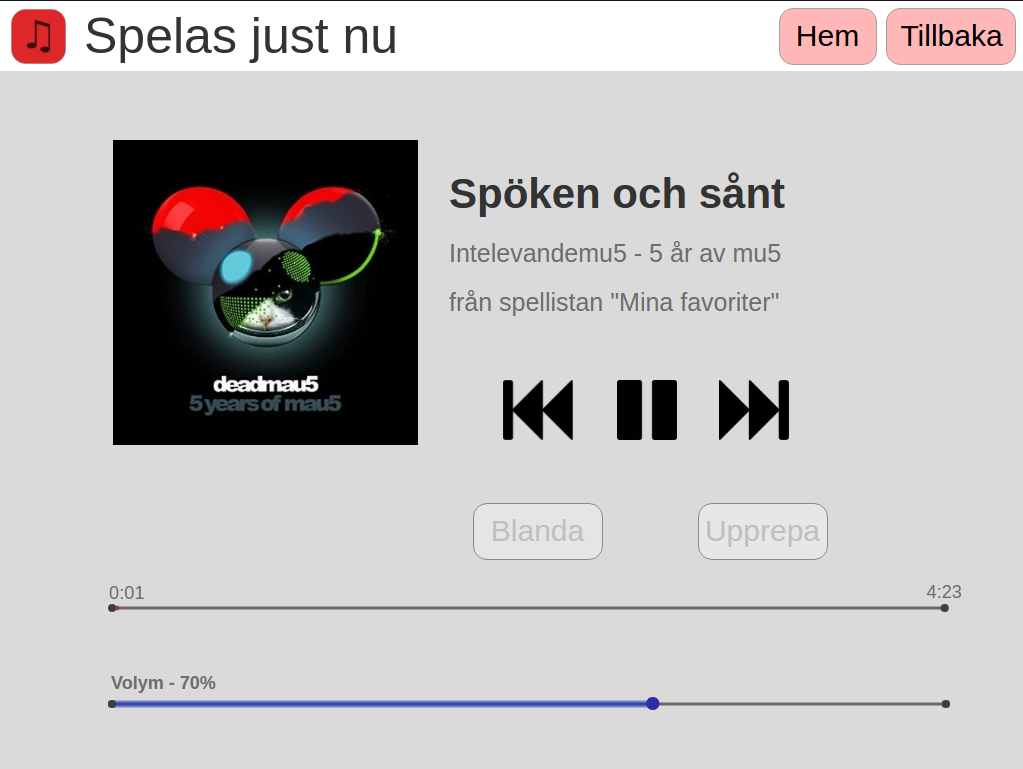 Spelas just nu
Hem
Tillbaka
Spöken och sånt
Intelevandemu5 - 5 år av mu5
från spellistan "Mina favoriter"
deadmau5
5 years of mau5
Blanda
Upprepa
0:01
4:23
Volym - 70%